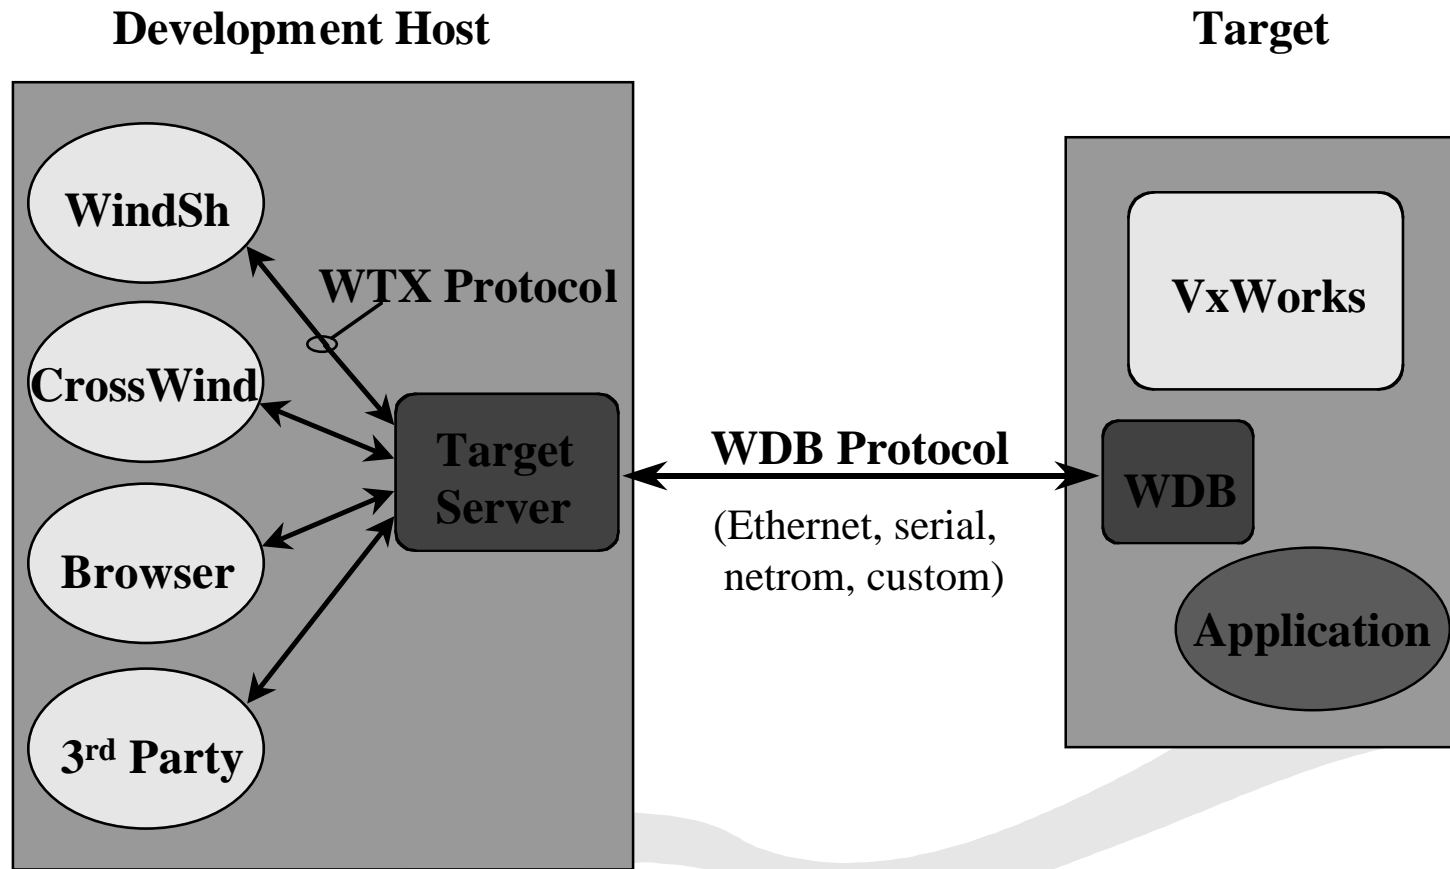 Development Host
Target
WindSh
WTX Protocol
CrossWind
Target
Server
Browser
3rd Party
WDB Protocol
(Ethernet, serial,
netrom, custom)
VxWorks
WDB
Application